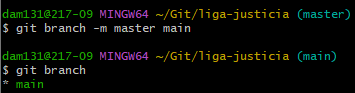 dam131@217-09 MINGW64 ~/Git/liga-justicia (master)
$ git branch -m master main
dam131@217-09 MINGW64 ~/Git/liga-justicia (main)
$ git branch
* main